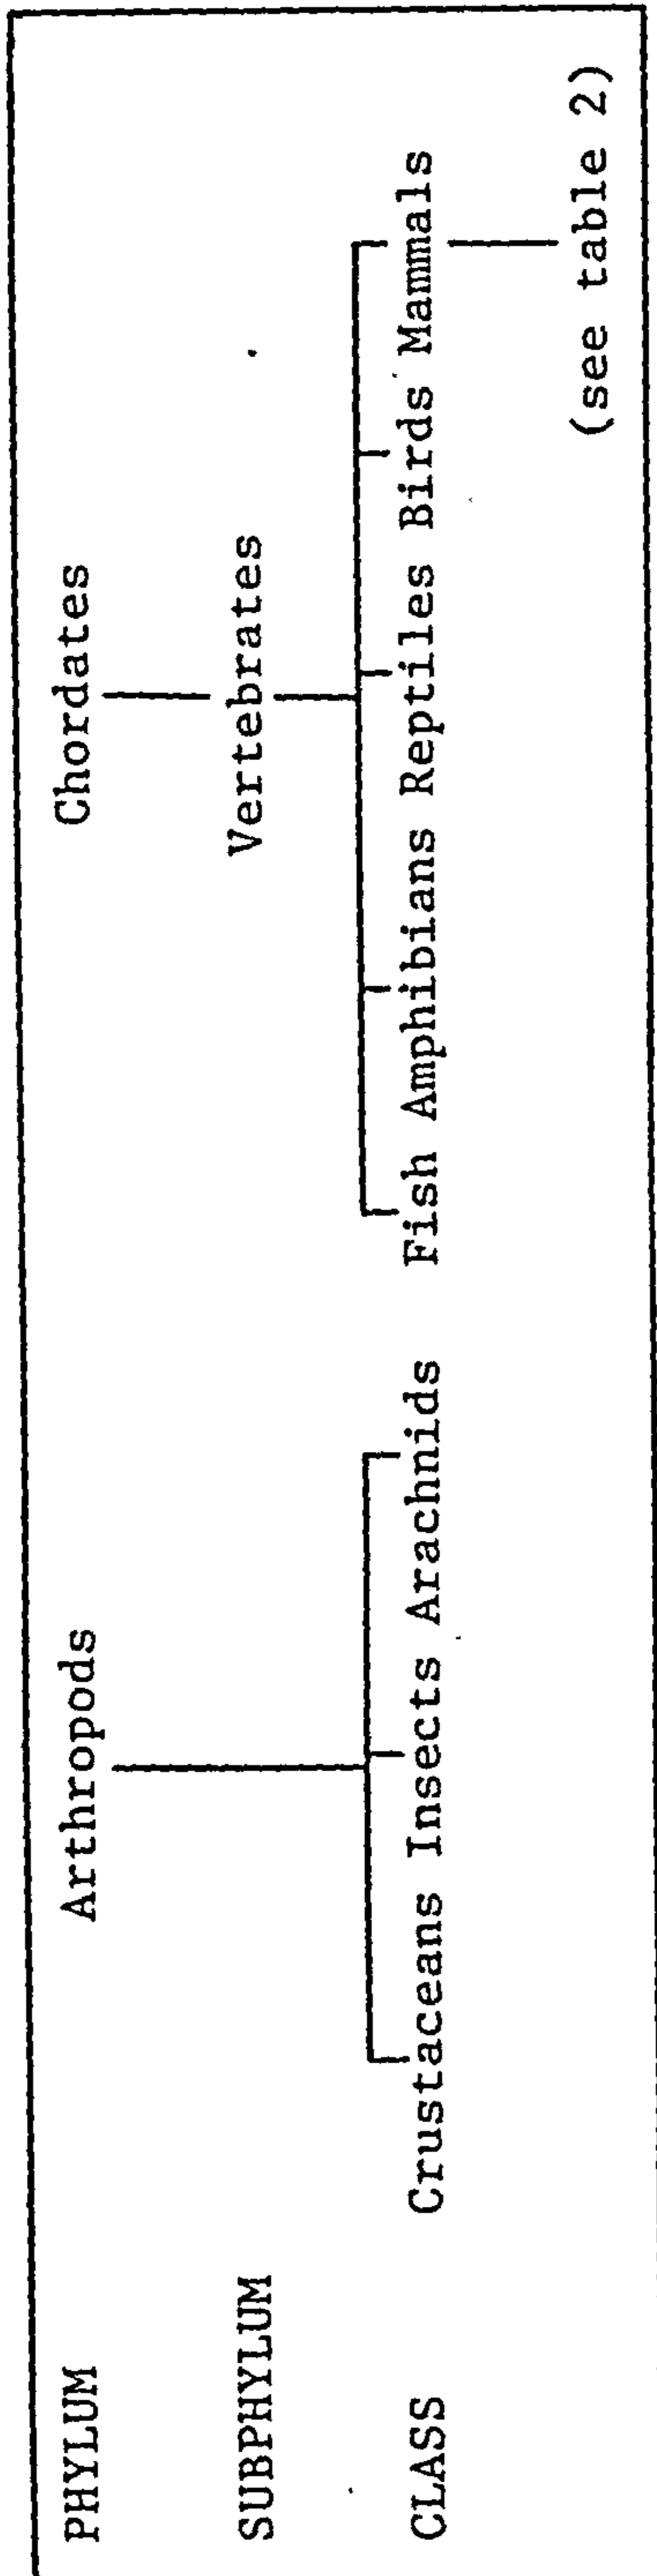 PHYLUM Arthropods Chordates
SUBPHYLUM Vertebrates
CLASS Crustaceans Insects Arachnids Fish Amphibians Reptiles Birds Mammals
(see table 2)